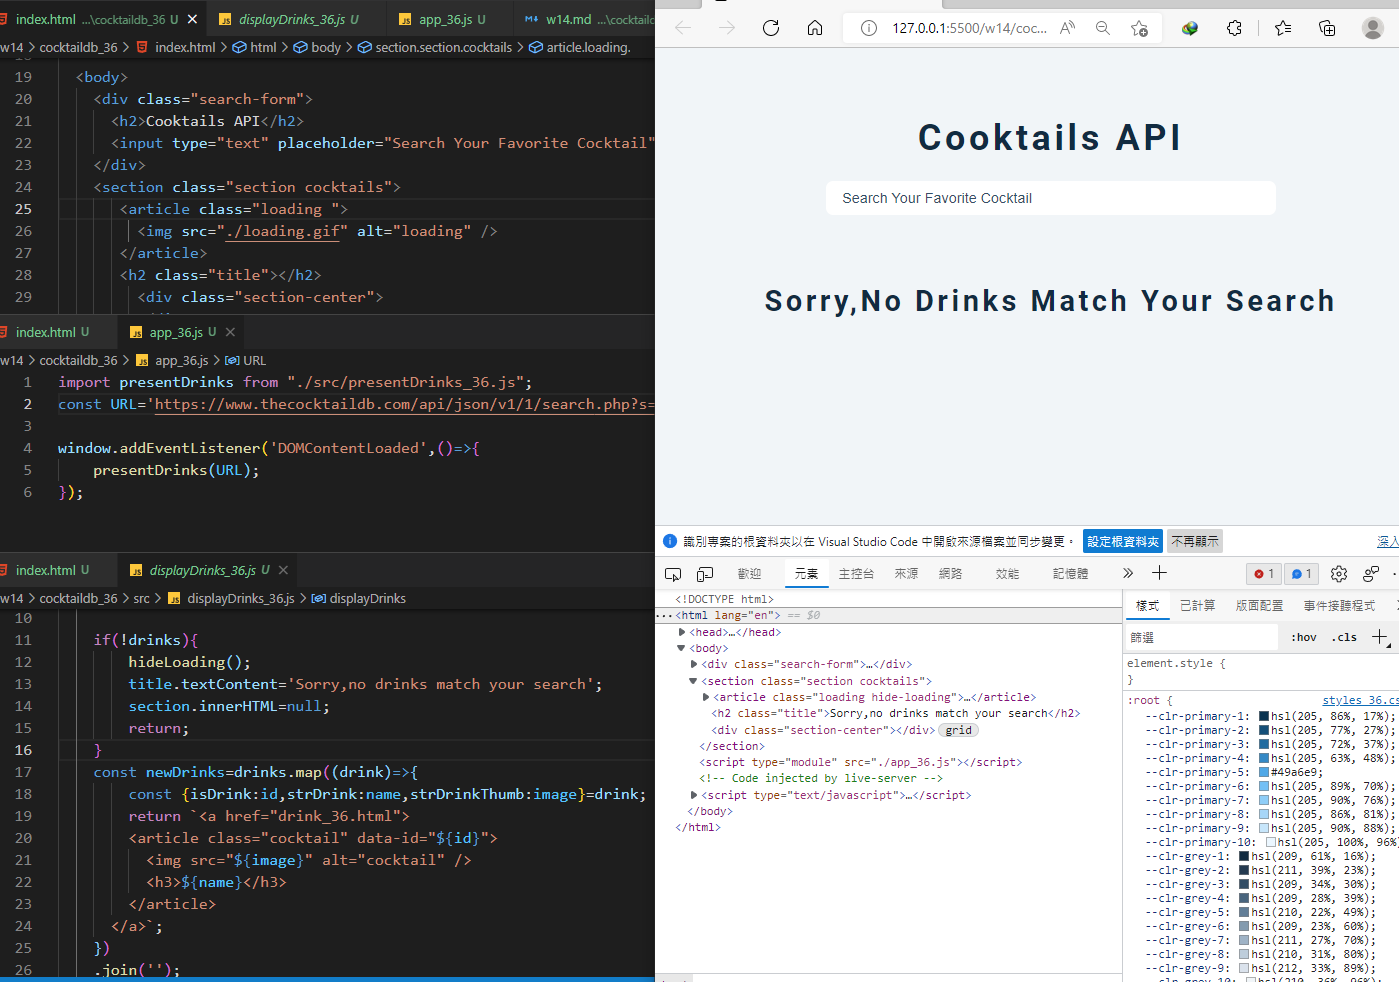 index.html ...\cocktaildb_36 U
displayDrinks_36.js U
app_36.js U
w14.md ...\cocktail
w14 > cocktaildb_36 > index.html > html > body > section.section.cocktails > article.loading.
19 <body>
20 <div class="search-form">
21 <h2>Cooktails API</h2>
22 <input type="text" placeholder="Search Your Favorite Cocktail"
23 </div>
24 <section class="section cocktails">
25 <article class="loading ">
26 <img src="./loading.gif" alt="loading" />
27 </article>
28 <h2 class="title"></h2>
29 <div class="section-center">
index.html U
app_36.js U
w14 > cocktaildb_36 > app_36.js > URL
1 import presentDrinks from "./src/presentDrinks_36.js";
2 const URL='https://www.thecocktaildb.com/api/json/v1/1/search.php?s=
3
4 window.addEventListener('DOMContentLoaded',()=>{
5 presentDrinks(URL);
6 });
index.html U
displayDrinks_36.js U
w14 > cocktaildb_36 > src > displayDrinks_36.js > displayDrinks
10
11 if(!drinks){
12 hideLoading();
13 title.textContent='Sorry,no drinks match your search';
14 section.innerHTML=null;
15 return;
16 }
17 const newDrinks=drinks.map((drink)=>{
18 const {isDrink:id,strDrink:name,strDrinkThumb:image}=drink;
19 return `<a href="drink_36.html">
20 <article class="cocktail" data-id="${id}">
21 <img src="${image}" alt="cocktail" />
22 <h3>${name}</h3>
23 </article>
24 </a>`;
25 })
26 .join('');
127.0.0.1:5500/w14/coc...
Cooktails API
Search Your Favorite Cocktail
Sorry,No Drinks Match Your Search
識別專案的根資料夾以在 Visual Studio Code 中開啟來源檔案並同步變更。
設定根資料夾
不再顯示
深入
歡迎 元素 主控台 來源 網路 效能 記憶體
1 1
<!DOCTYPE html>
<html lang="en"> == $0
<head>…</head>
<body>
<div class="search-form">…</div>
<section class="section cocktails">
<article class="loading hide-loading">…</article>
<h2 class="title">Sorry,no drinks match your search</h2>
<div class="section-center"></div> grid
</section>
<script type="module" src="./app_36.js"></script>
<!-- Code injected by live-server -->
<script type="text/javascript">…</script>
</body>
</html>
樣式 已計算 版面配置 事件接聽程式
篩選 :hov .cls
element.style {
}
:root { styles_36.cs
--clr-primary-1: hsl(205, 86%, 17%);
--clr-primary-2: hsl(205, 77%, 27%);
--clr-primary-3: hsl(205, 72%, 37%);
--clr-primary-4: hsl(205, 63%, 48%);
--clr-primary-5: #49a6e9;
--clr-primary-6: hsl(205, 89%, 70%);
--clr-primary-7: hsl(205, 90%, 76%);
--clr-primary-8: hsl(205, 86%, 81%);
--clr-primary-9: hsl(205, 90%, 88%);
--clr-primary-10: hsl(205, 100%, 96%
--clr-grey-1: hsl(209, 61%, 16%);
--clr-grey-2: hsl(211, 39%, 23%);
--clr-grey-3: hsl(209, 34%, 30%);
--clr-grey-4: hsl(209, 28%, 39%);
--clr-grey-5: hsl(210, 22%, 49%);
--clr-grey-6: hsl(209, 23%, 60%);
--clr-grey-7: hsl(211, 27%, 70%);
--clr-grey-8: hsl(210, 31%, 80%);
--clr-grey-9: hsl(212, 33%, 89%);
--clr-grey-10: hsl(210, 36%, 96%);